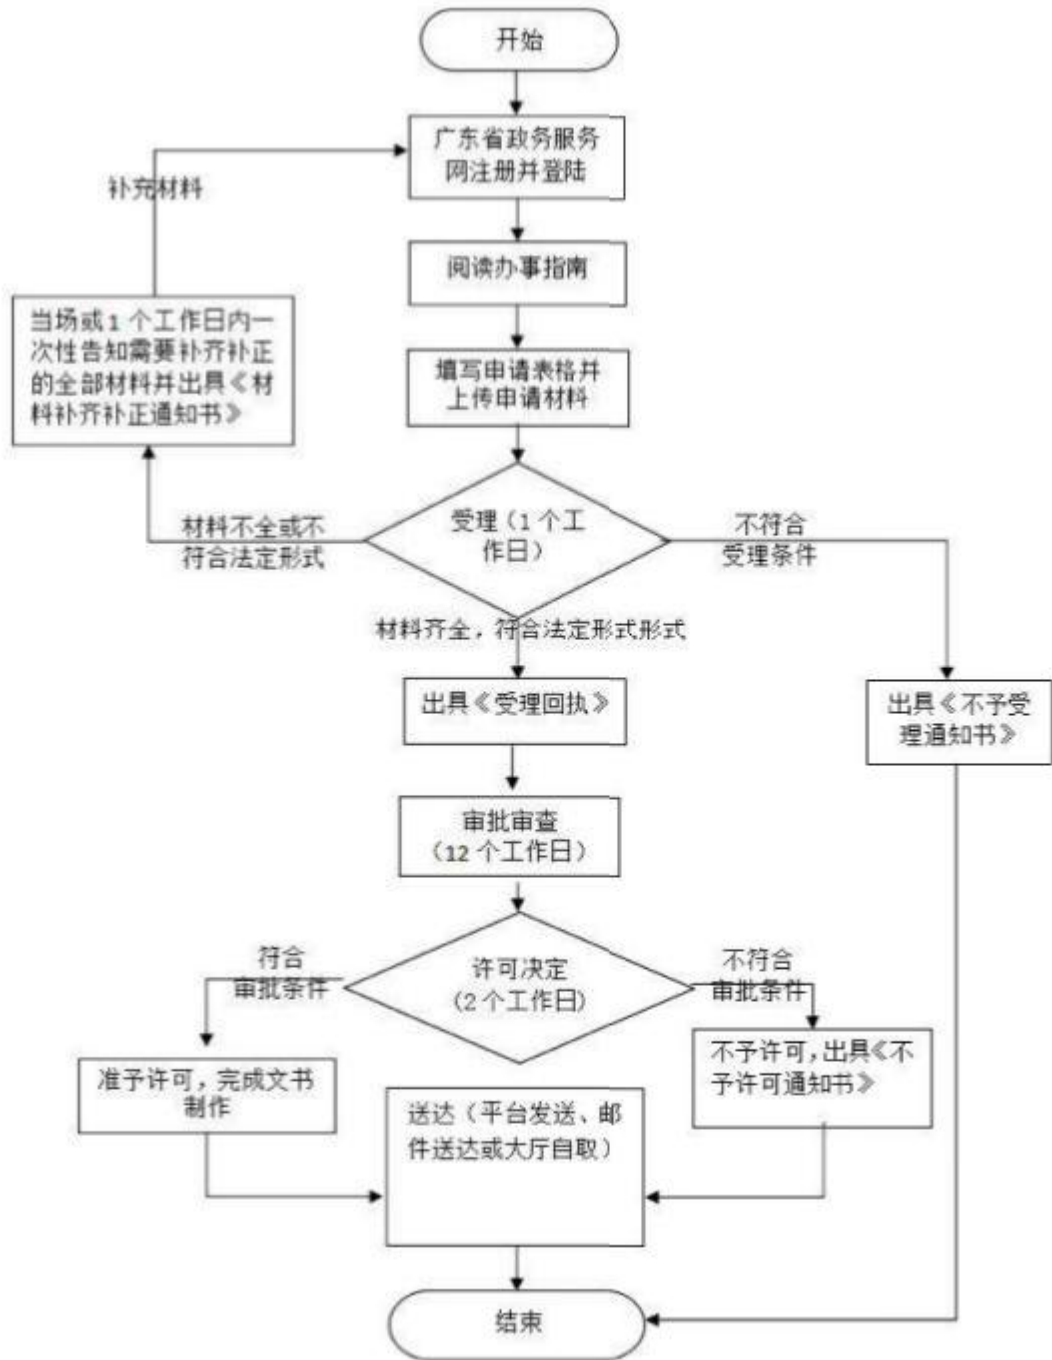 开始
广东省政务服务
网注册并登陆
补充材料
阅读办事指南
当场或1个工作日内一
次性告知需要补齐补正
的全部材料并出具《材
料补齐补正通知书》
填写申请表格并
上传申请材料
受理（1个工
作日）
材料不全或不
符合法定形式
不符合
受理条件
材料齐全，符合法定形式形式
出具《受理回执》
出具《不予受
理通知书》
审批审查
（12个工作日）
许可决定
（2个工作日）
符合
审批条件
不符合
审批条件
准予许可，完成文书
制作
不予许可，出具《不
予许可通知书》
送达（平台发送、邮
件送达或大厅自取）
结束